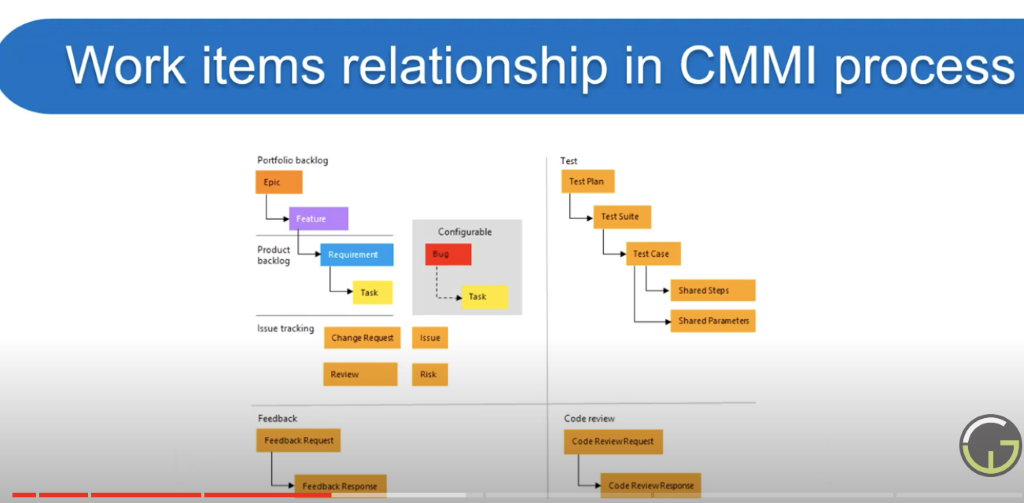 Work items relationship in CMMI process
Portfolio backlog
Epic
Feature
Product
backlog
Requirement
Task
Configurable
Bug
Task
Issue tracking
Change Request
Issue
Review
Risk
Test
Test Plan
Test Suite
Test Case
Shared Steps
Shared Parameters
Feedback
Feedback Request
Feedback Response
Code review
Code Review Request
Code Review Response